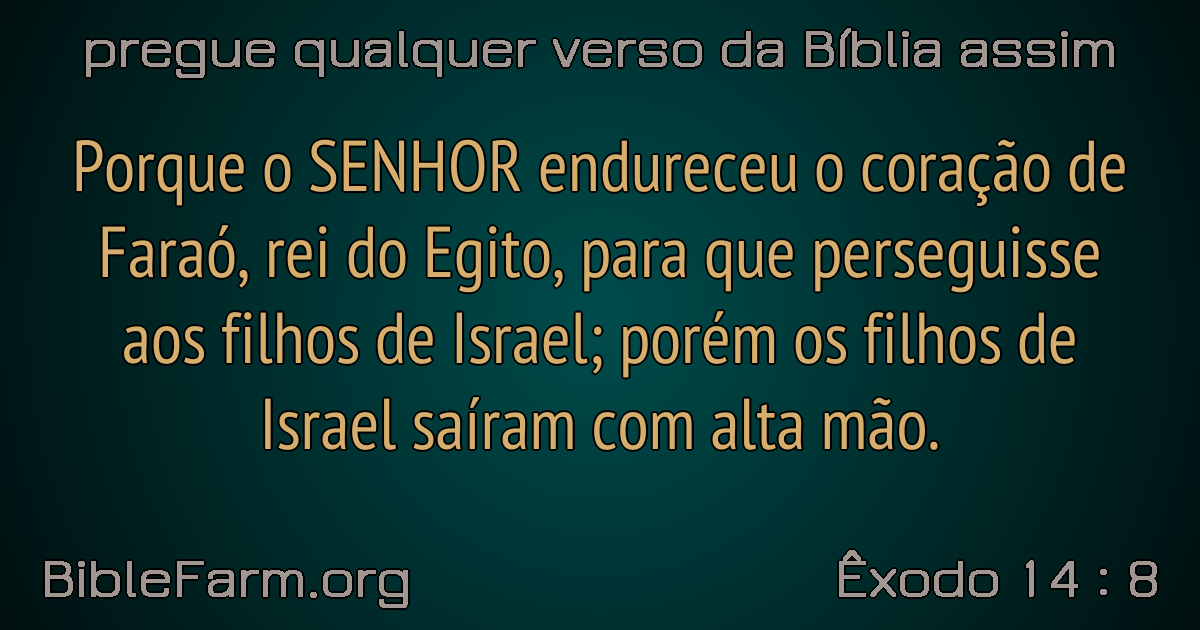 pregue qualquer verso da Bíblia assim
Porque o SENHOR endureceu o coração de
Faraó, rei do Egito, para que perseguisse
aos filhos de Israel; porém os filhos de
Israel saíram com alta mão.
BibleFarm.org
Êxodo 14 : 8